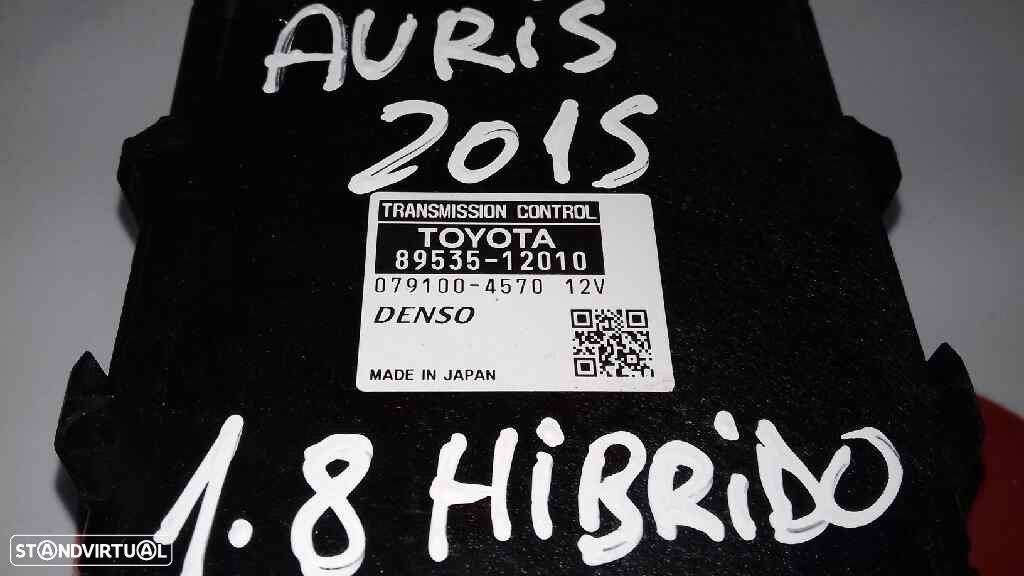 AURiS
2015
TRANSMISSION CONTROL
TOYOTA
89535-12010
079100-4570 12V
DENSO
MADE IN JAPAN
1.8 HiBRiDO
STANDVIRTUAL